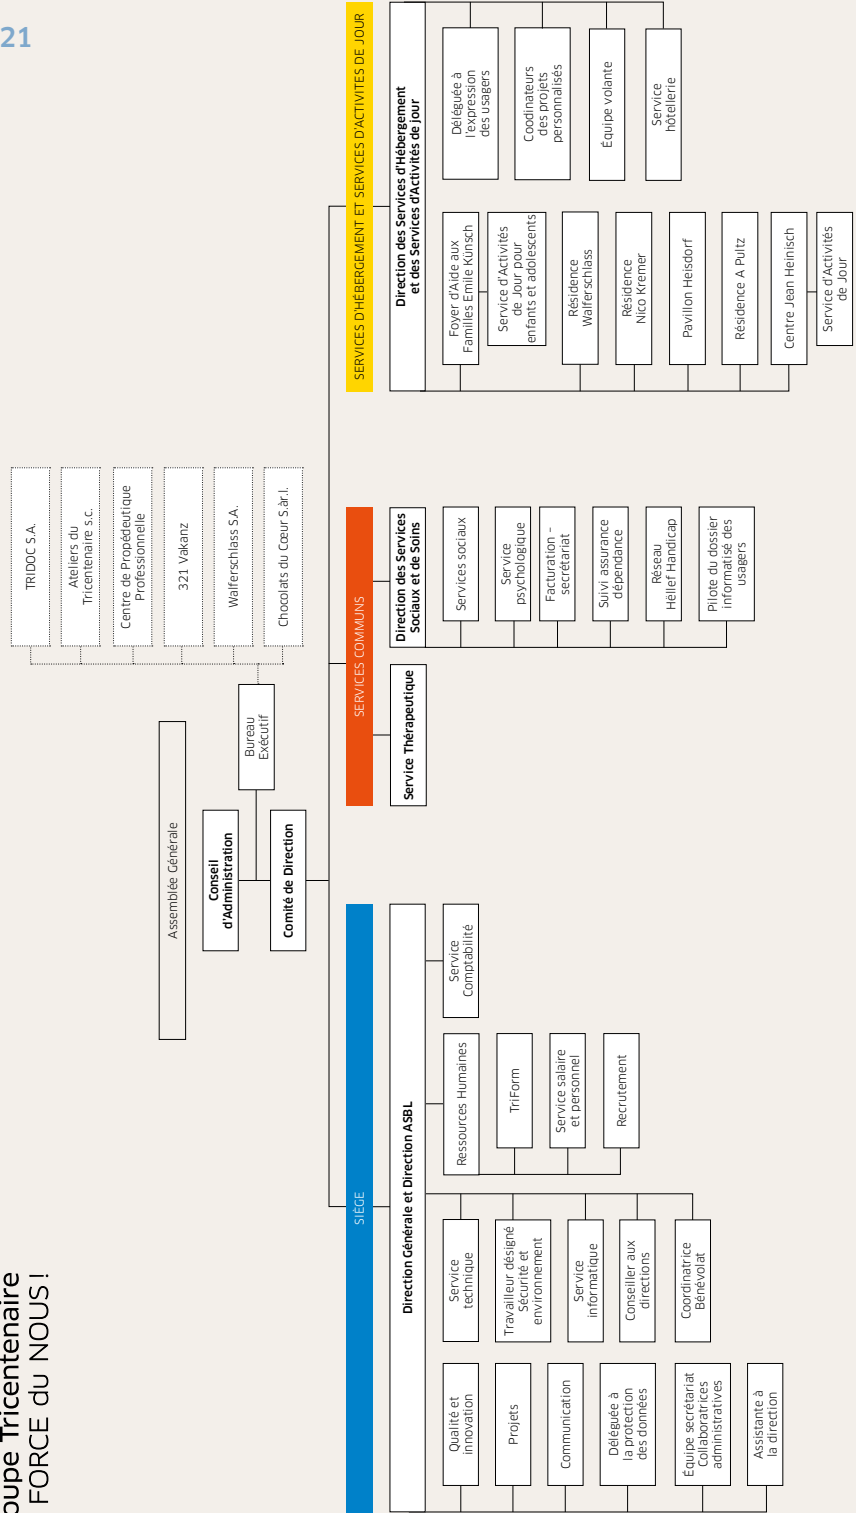 21
oupe Tricentenaire
FORCE du NOUS!
Assemblée Générale
Conseil
d'Administration
Comité de Direction
Bureau
Exécutif
TRIDOC S.A.
Ateliers du
Tricentenaire s.c.
Centre de Propédeutique
Professionnelle
321 Vakanz
Walferschlass S.A.
Chocolats du Cœur S.àr.l.
SIÈGE
Direction Générale et Direction ASBL
Qualité et
innovation
Projets
Communication
Déléguée à
la protection
des données
Équipe secrétariat
Collaboratrices
administratives
Assistante à
la direction
Service
technique
Travailleur désigné
Sécurité et
environnement
Service
informatique
Conseiller aux
directions
Coordinatrice
Bénévolat
Ressources Humaines
TriForm
Service salaire
et personnel
Recrutement
Service
Comptabilité
SERVICES COMMUNS
Service Thérapeutique
Direction des Services
Sociaux et de Soins
Services sociaux
Service
psychologique
Facturation –
secrétariat
Suivi assurance
dépendance
Réseau
Hëllef Handicap
Pilote du dossier
informatisé des
usagers
SERVICES D'HÉBERGEMENT ET SERVICES D'ACTIVITES DE JOUR
Direction des Services d'Hébergement
et des Services d'Activités de jour
Foyer d'Aide aux
Familles Emile Künsch
Service d'Activités
de Jour pour
enfants et adolescents
Résidence
Walferschlass
Résidence
Nico Kremer
Pavillon Heisdorf
Résidence A Pultz
Centre Jean Heinisch
Service d'Activités
de Jour
Déléguée à
l'expression
des usagers
Coodinateurs
des projets
personnalisés
Équipe volante
Service
hôtellerie